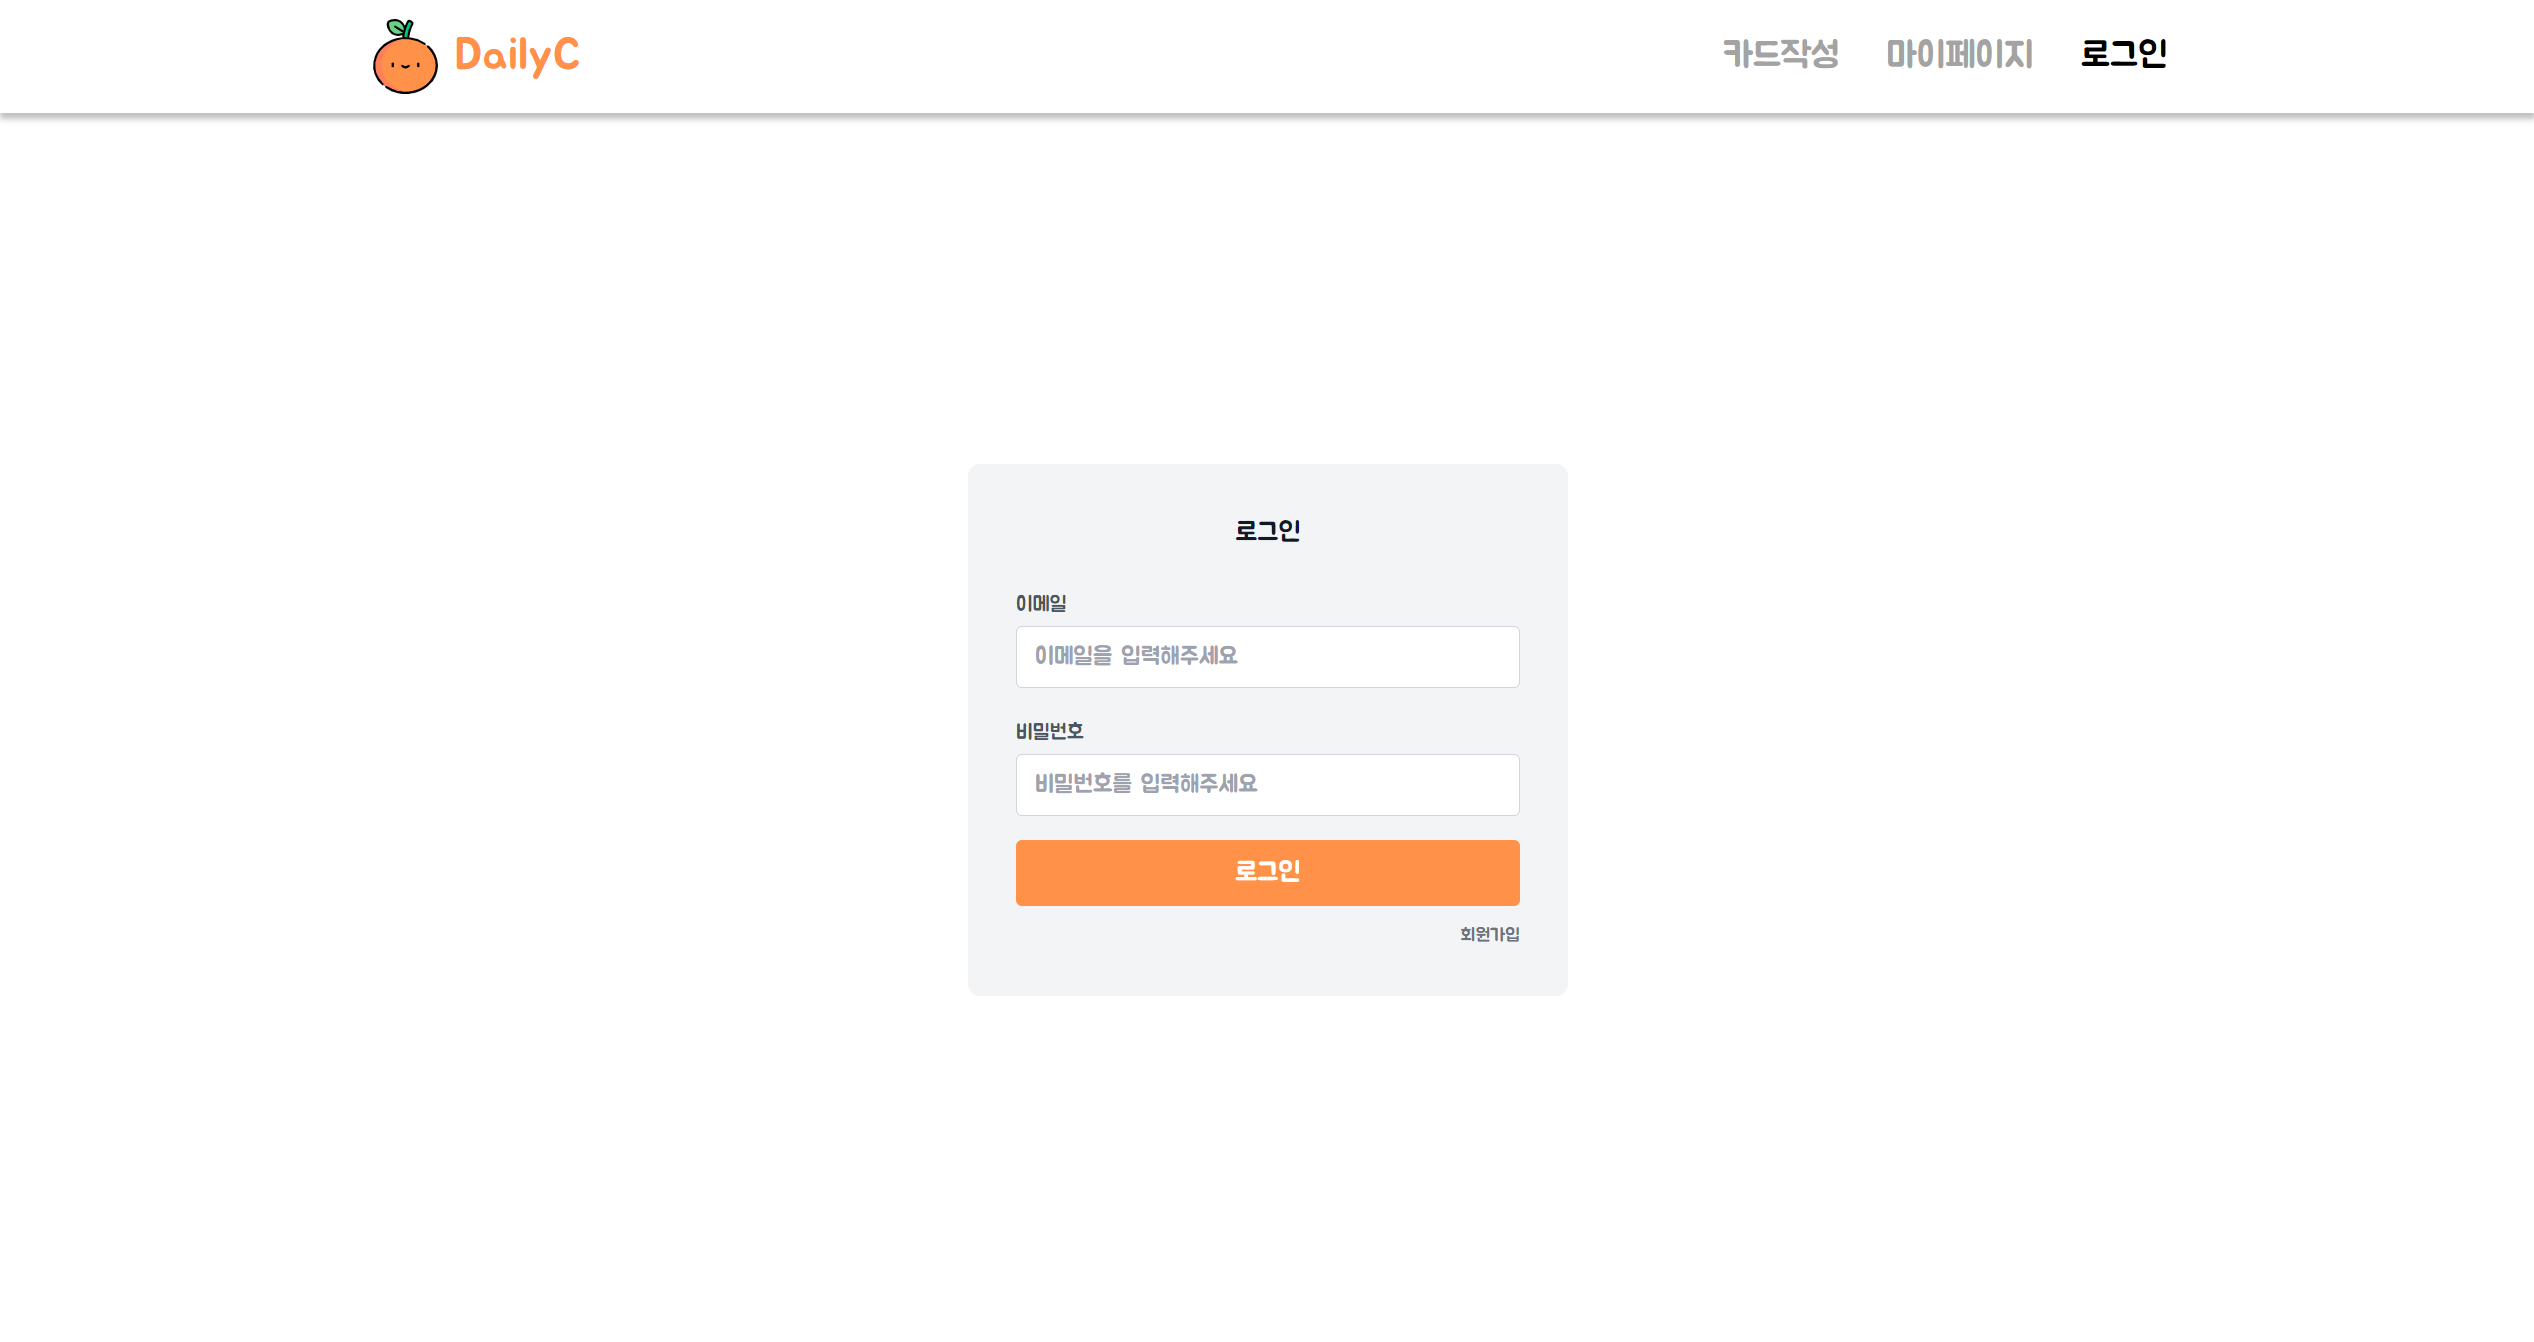 DailyC
카드작성 마이페이지 로그인
로그인
이메일
이메일을 입력해주세요
비밀번호
비밀번호를 입력해주세요
로그인
회원가입